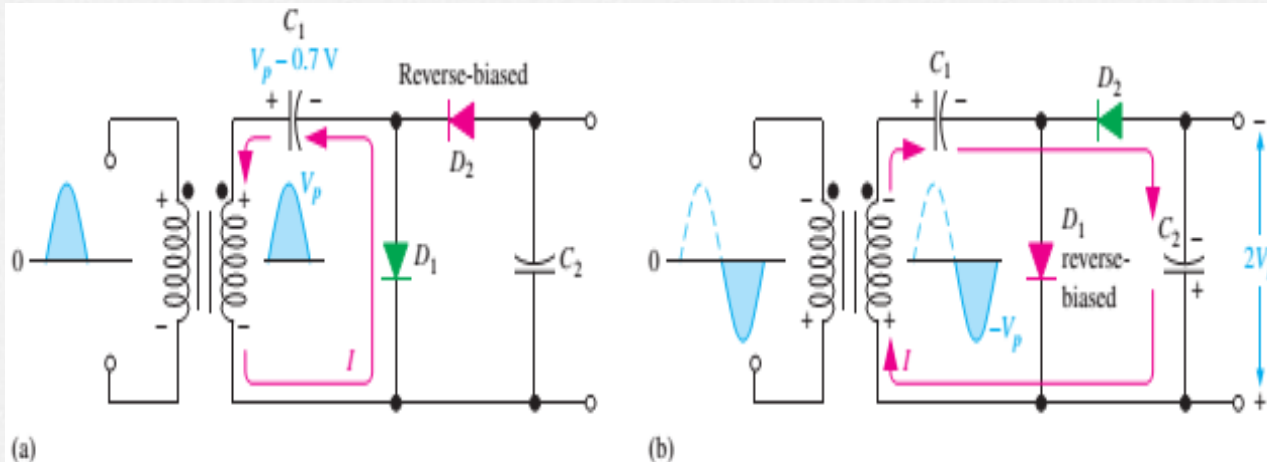 C1
Vp – 0.7 V
+ –
Reverse-biased
D2
Vp
+ +
0
D1
C2
– –
I
(a)
C1
+ –
D2
–
– –
D1
reverse-
biased
C2
–
+
0
2V
+ +
–Vp
I
+
(b)